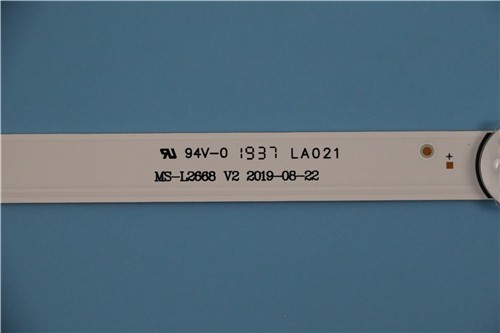 94V-0 1937 LA021
+
MS-L2668 V2 2019-08-22